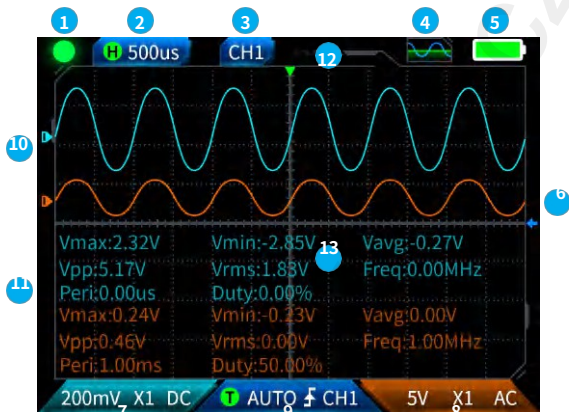 1 2 3 4 5
H 500us CH1
12
10
6
Vmax:2.32V Vmin:-2.85V Vavg:-0.27V
13
Vpp:5.17V Vrms:1.83V Freq:0.00MHz
11
Peri:0.00us Duty:0.00%
Vmax:0.24V Vmin:-0.23V Vavg:0.00V
Vpp:0.46V Vrms:0.00V Freq:1.00MHz
Peri:1.00ms Duty:50.00%
200mV X1 DC T AUTO CH1 5V X1 AC
7 9 8